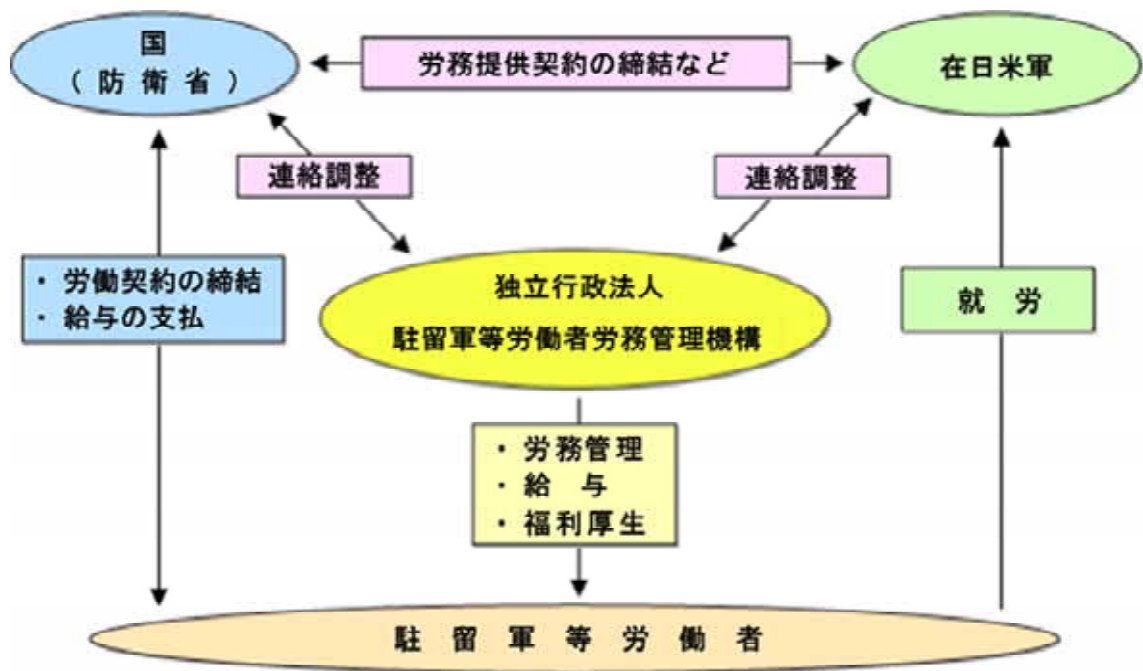 国
（ 防 衛 省 ）
労務提供契約の締結など
在日米軍
連絡調整
連絡調整
・ 労働契約の締結
・ 給与の支払
独立行政法人
駐留軍等労働者労務管理機構
就　労
・ 労務管理
・ 給　与
・ 福利厚生
駐 留 軍 等 労 働 者